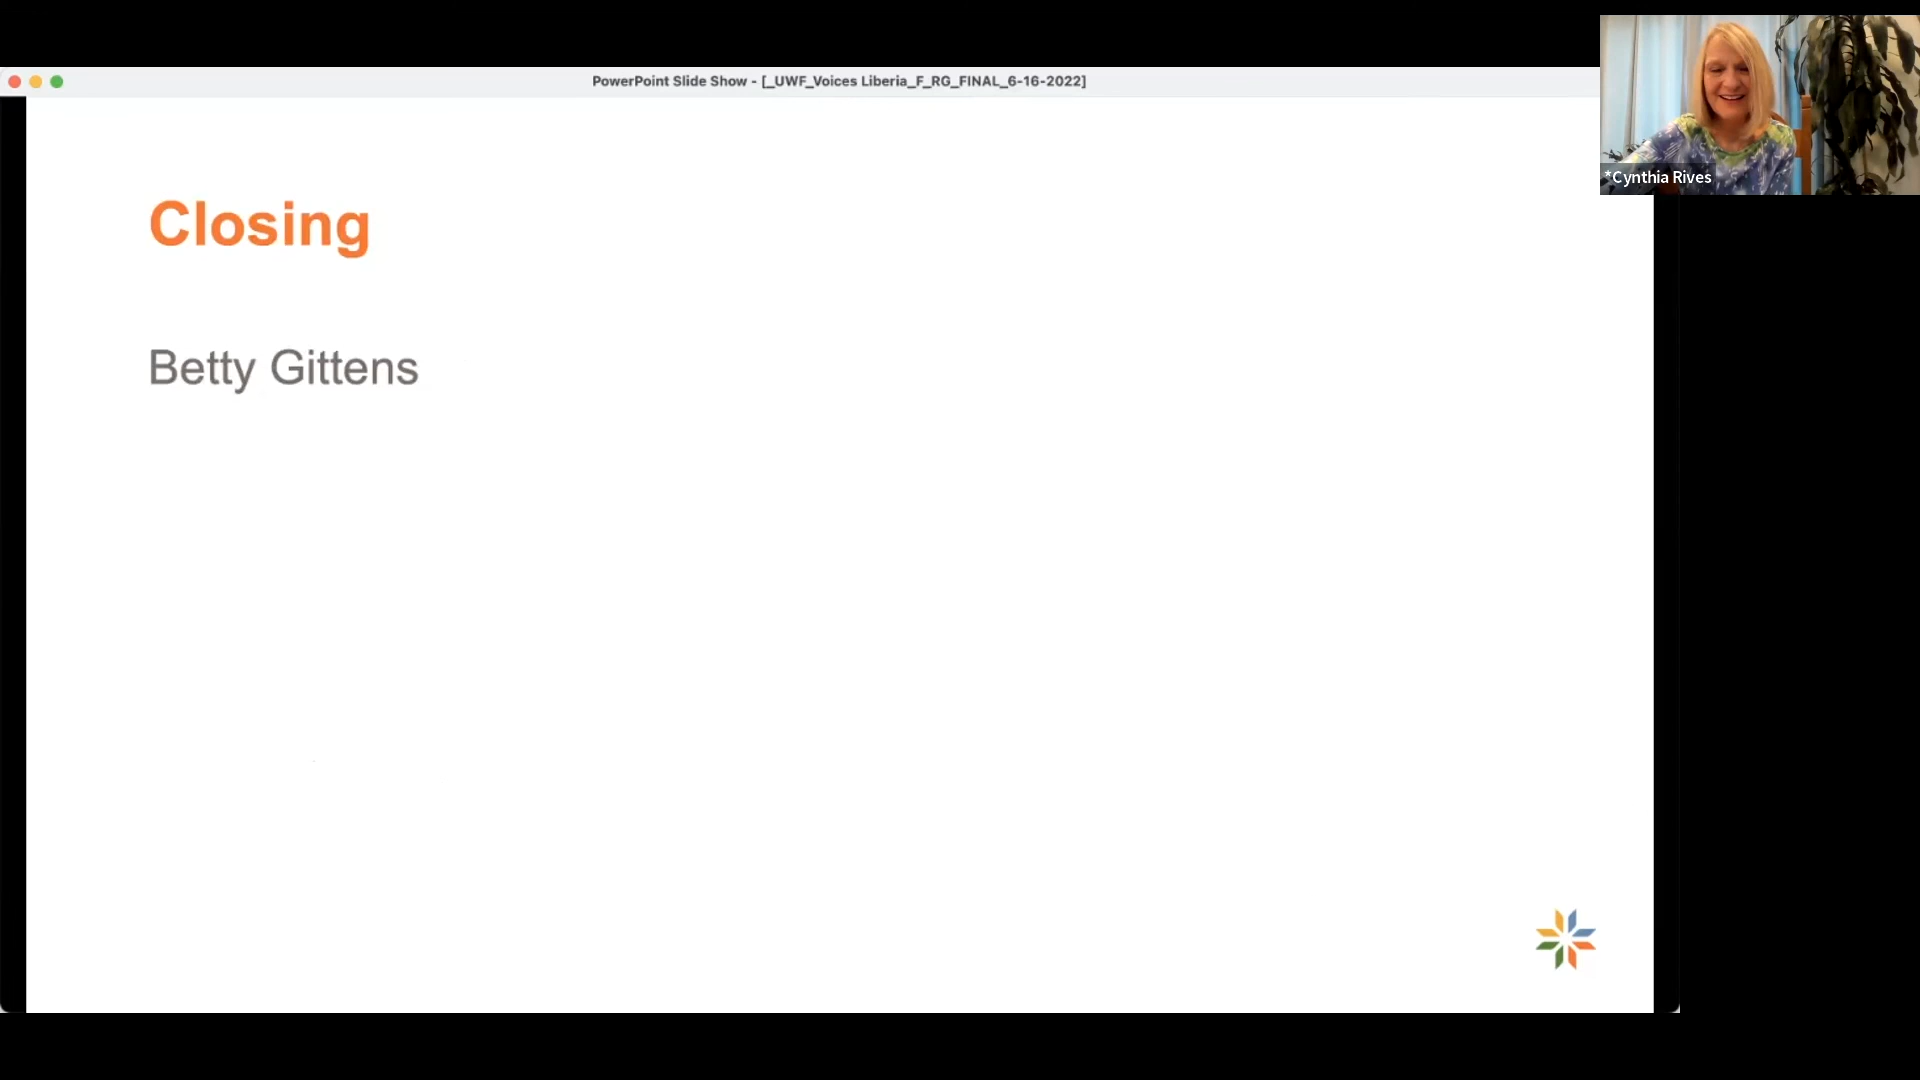 PowerPoint Slide Show - [_UWF_Voices Liberia_F_RG_FINAL_6-16-2022]
*Cynthia Rives
Closing
Betty Gittens